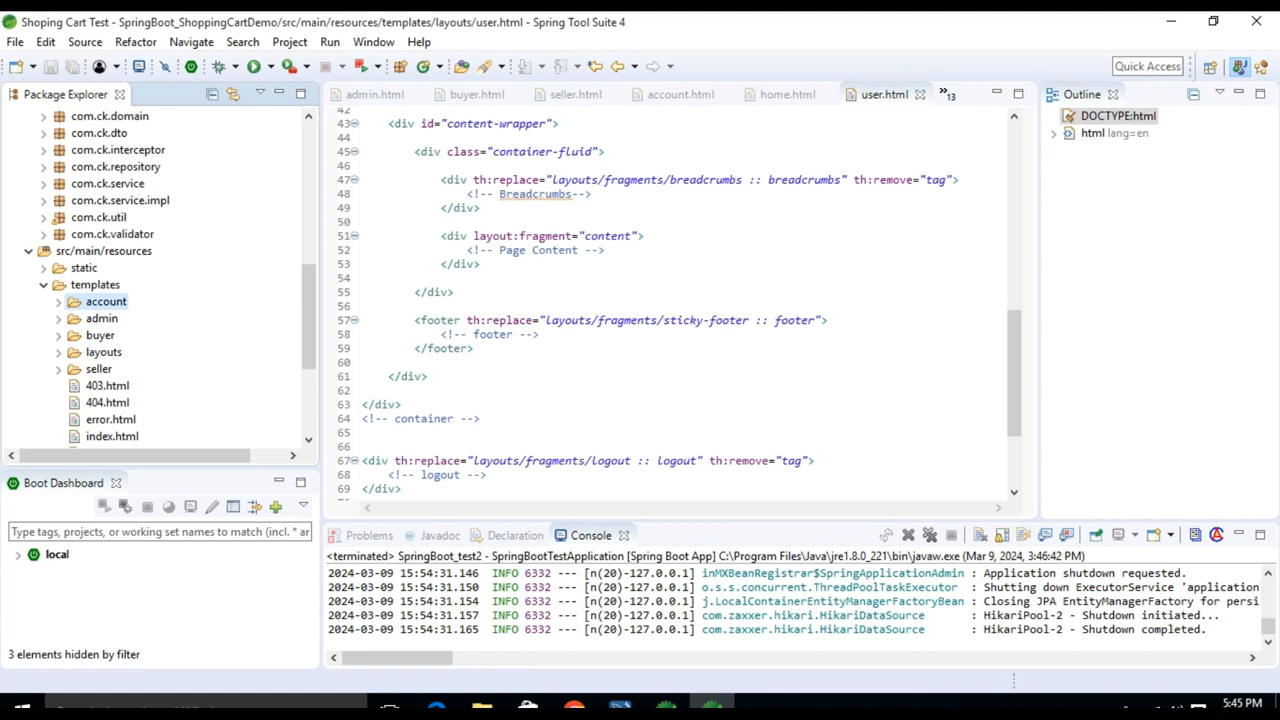 Shoping Cart Test - SpringBoot_ShoppingCartDemo/src/main/resources/templates/layouts/user.html - Spring Tool Suite 4
File Edit Source Refactor Navigate Search Project Run Window Help
Quick Access
Package Explorer
com.ck.domain
com.ck.dto
com.ck.interceptor
com.ck.repository
com.ck.service
com.ck.service.impl
com.ck.util
com.ck.validator
src/main/resources
static
templates
account
admin
buyer
layouts
seller
403.html
404.html
error.html
index.html
Boot Dashboard
Type tags, projects, or working set names to match (incl. * ar
local
3 elements hidden by filter
admin.html buyer.html seller.html account.html home.html user.html »13
42
43 <div id="content-wrapper">
44
45 <div class="container-fluid">
46
47 <div th:replace="layouts/fragments/breadcrumbs :: breadcrumbs" th:remove="tag">
48 <!-- Breadcrumbs-->
49 </div>
50
51 <div layout:fragment="content">
52 <!-- Page Content -->
53 </div>
54
55 </div>
56
57 <footer th:replace="layouts/fragments/sticky-footer :: footer">
58 <!-- footer -->
59 </footer>
60
61 </div>
62
63 </div>
64 <!-- container -->
65
66
67 <div th:replace="layouts/fragments/logout :: logout" th:remove="tag">
68 <!-- logout -->
69 </div>
Outline
DOCTYPE:html
html lang=en
Problems Javadoc Declaration Console
<terminated> SpringBoot_test2 - SpringBootTestApplication [Spring Boot App] C:\Program Files\Java\jre1.8.0_221\bin\javaw.exe (Mar 9, 2024, 3:46:42 PM)
2024-03-09 15:54:31.146 INFO 6332 --- [n(20)-127.0.0.1] inMXBeanRegistrar$SpringApplicationAdmin : Application shutdown requested.
2024-03-09 15:54:31.150 INFO 6332 --- [n(20)-127.0.0.1] o.s.s.concurrent.ThreadPoolTaskExecutor : Shutting down ExecutorService 'application
2024-03-09 15:54:31.154 INFO 6332 --- [n(20)-127.0.0.1] j.LocalContainerEntityManagerFactoryBean : Closing JPA EntityManagerFactory for persi
2024-03-09 15:54:31.157 INFO 6332 --- [n(20)-127.0.0.1] com.zaxxer.hikari.HikariDataSource : HikariPool-2 - Shutdown initiated...
2024-03-09 15:54:31.165 INFO 6332 --- [n(20)-127.0.0.1] com.zaxxer.hikari.HikariDataSource : HikariPool-2 - Shutdown completed.
5:45 PM